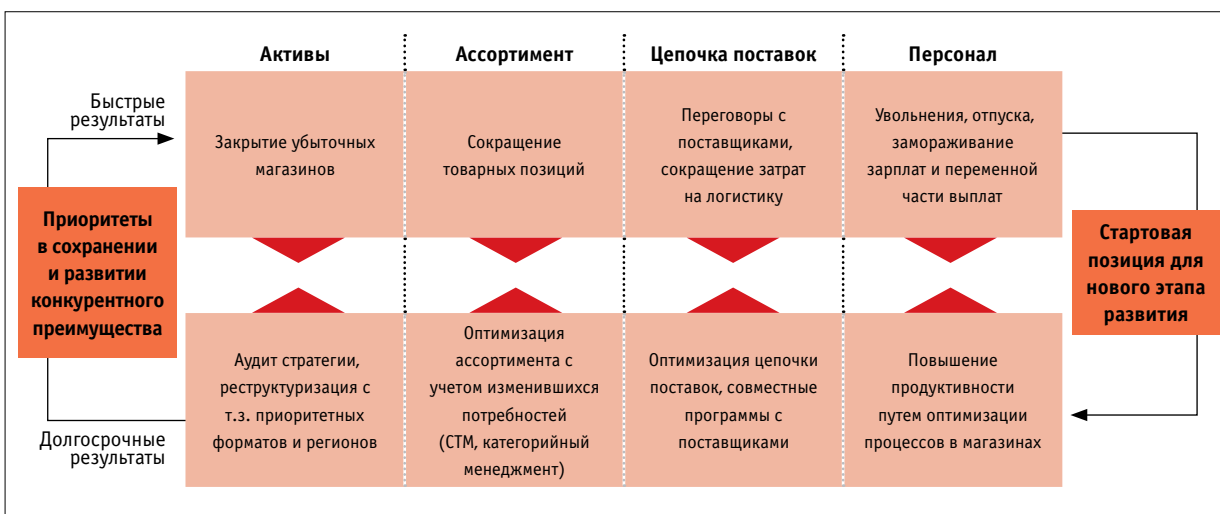 Активы
Ассортимент
Цепочка поставок
Персонал
Быстрые
результаты
Закрытие убыточных
магазинов
Сокращение
товарных позиций
Переговоры с
поставщиками,
сокращение затрат
на логистику
Увольнения, отпуска,
замораживание
зарплат и переменной
части выплат
Приоритеты
в сохранении
и развитии
конкурентного
преимущества
Стартовая
позиция для
нового этапа
развития
Долгосрочные
результаты
Аудит стратегии,
реструктуризация с
т.з. приоритетных
форматов и регионов
Оптимизация
ассортимента с
учетом изменившихся
потребностей
(СТМ, категорийный
менеджмент)
Оптимизация цепочки
поставок, совместные
программы с
поставщиками
Повышение
продуктивности
путем оптимизации
процессов в магазинах